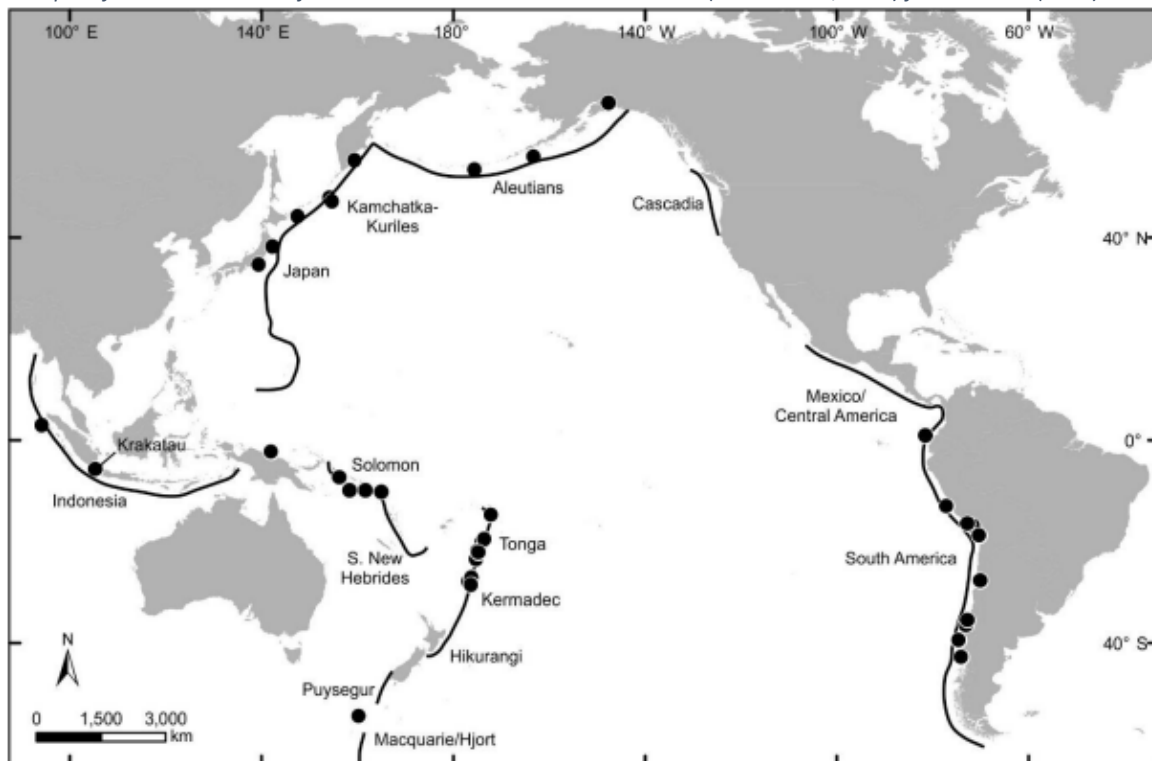 100° E 140° E 180° 140° W 100° W 60° W
Aleutians
Cascadia
Kamchatka-
Kuriles
40° N
Japan
Mexico/
Central America
Krakatau
0°
Solomon
Indonesia
Tonga
S. New
Hebrides
South America
Kermadec
N
40° S
Hikurangi
Puysegur
0 1,500 3,000
km
Macquarie/Hjort